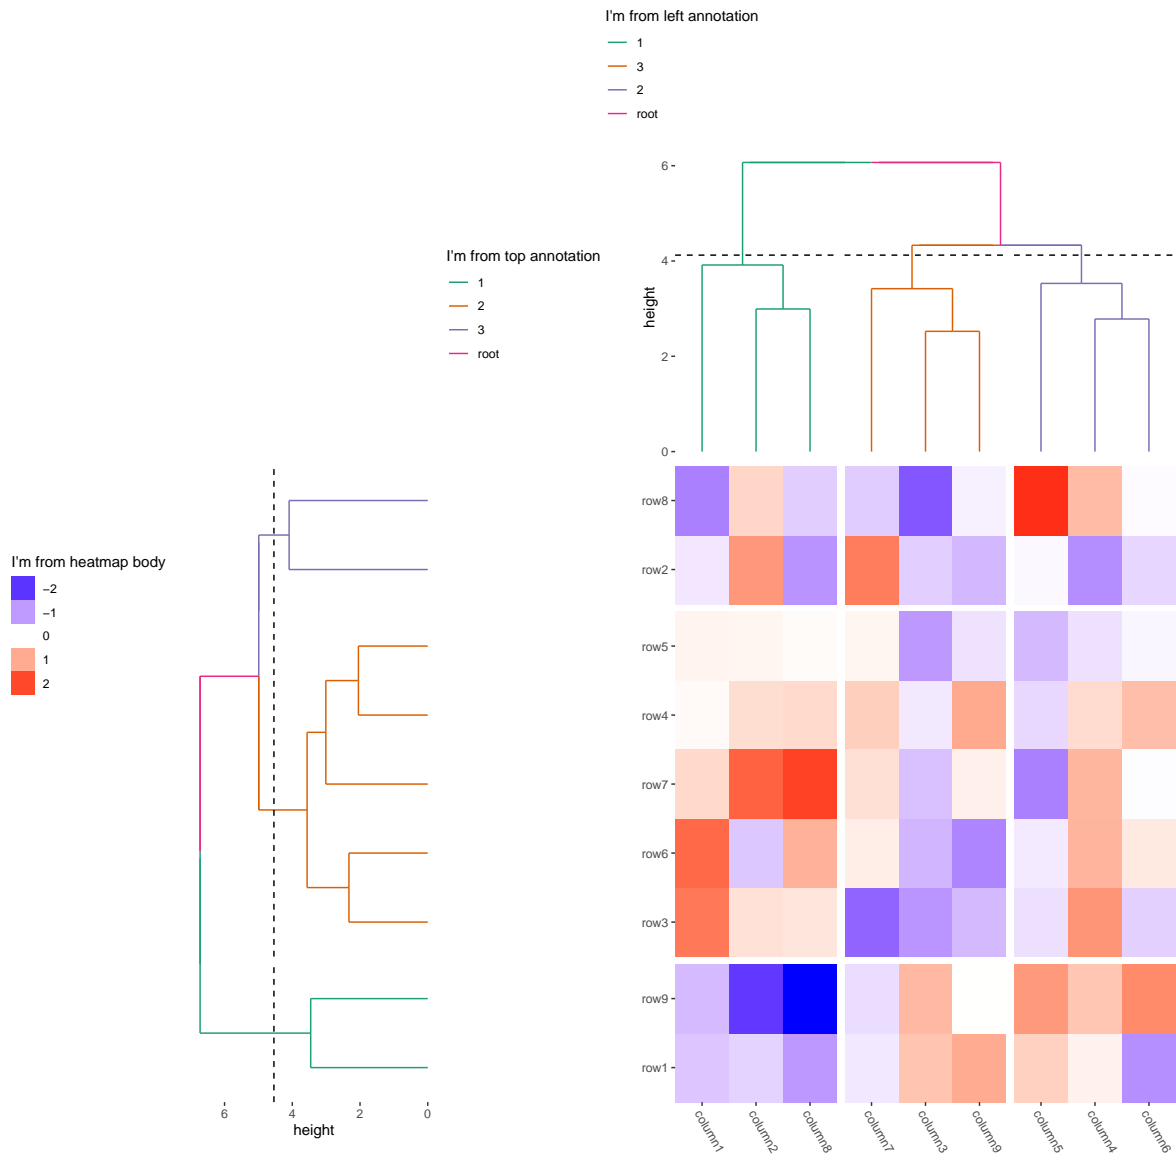 I'm from left annotation
1
3
2
root
6
4
2
0
height
I'm from top annotation
1
2
3
root
I'm from heatmap body
−2
−1
0
1
2
row8
row2
row5
row4
row7
row6
row3
row9
row1
6 4 2 0
height
column1 column2 column8 column7 column3 column9 column5 column4 column6